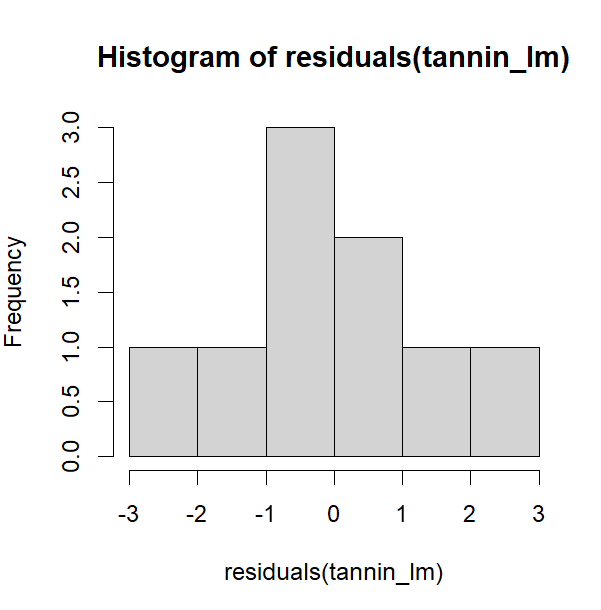 Histogram of residuals(tannin_lm)
Frequency
3.0
2.5
2.0
1.5
1.0
0.5
0.0
-3 -2 -1 0 1 2 3
residuals(tannin_lm)